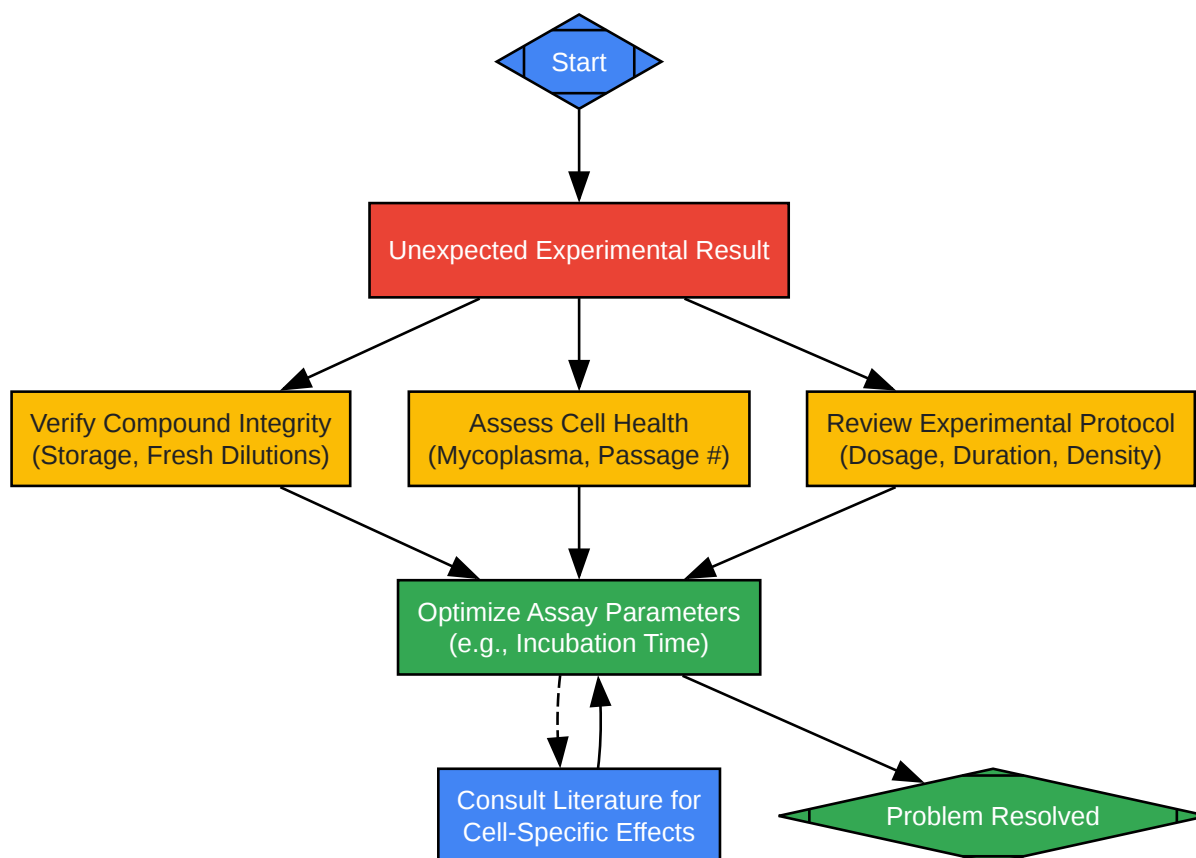 Start
Unexpected Experimental Result
Verify Compound Integrity
(Storage, Fresh Dilutions)
Assess Cell Health
(Mycoplasma, Passage #)
Review Experimental Protocol
(Dosage, Duration, Density)
Optimize Assay Parameters
(e.g., Incubation Time)
Consult Literature for
Cell-Specific Effects
Problem Resolved